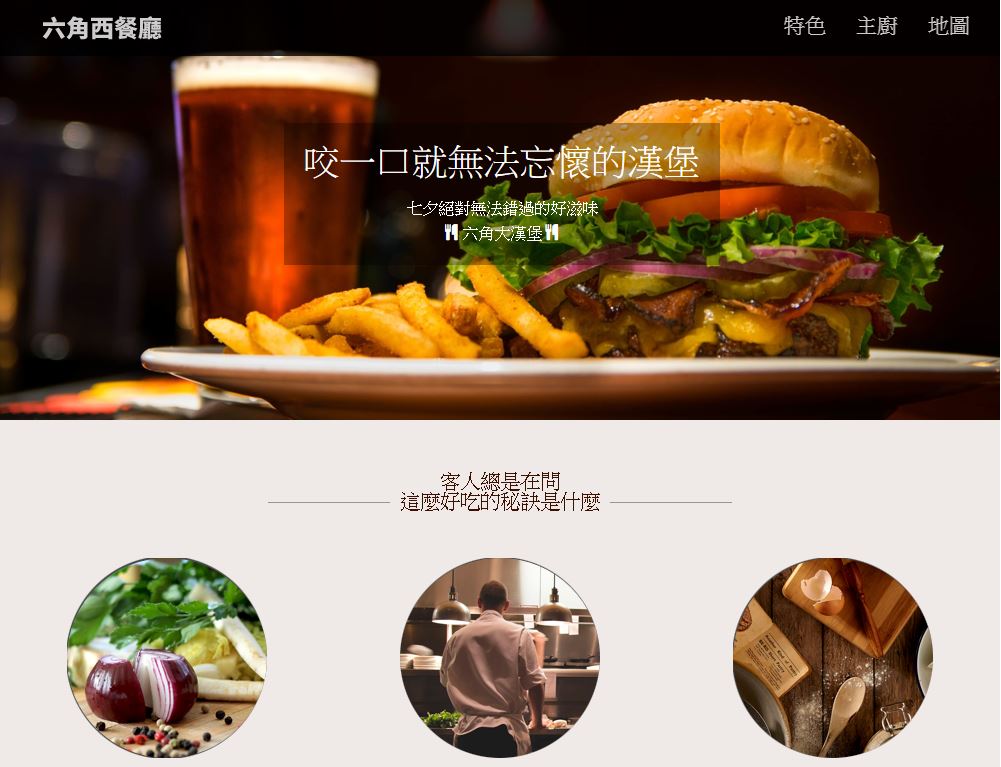 六角西餐廳
特色 主廚 地圖
咬一口就無法忘懷的漢堡
七夕絕對無法錯過的好滋味
六角大漢堡
客人總是在問
這麼好吃的秘訣是什麼